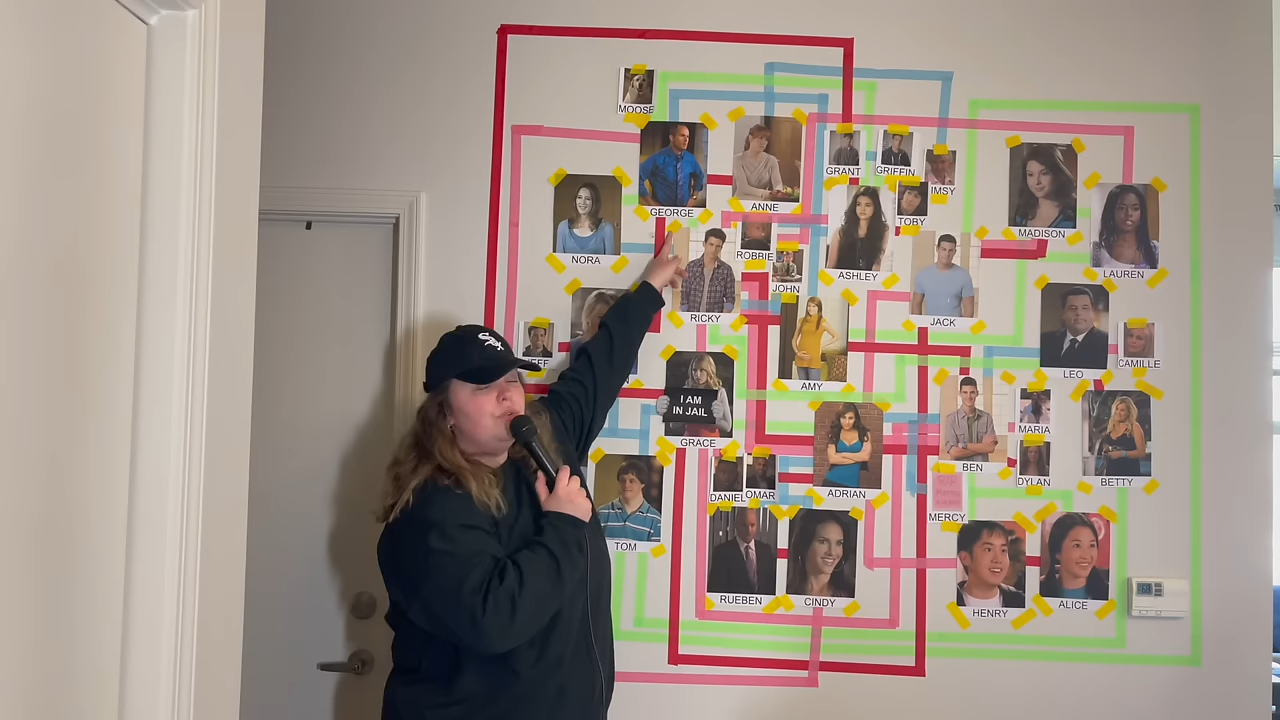 MOOSE
GEORGE
ANNE
GRANT
GRIFFIN
IMSY
TOBY
MADISON
LAUREN
NORA
ROBBIE
JOHN
ASHLEY
RICKY
JACK
EFF
AMY
LEO
CAMILLE
I AM
IN JAIL
GRACE
BEN
MARIA
DYLAN
BETTY
DANIEL
OMAR
ADRIAN
MERCY
TOM
RUEBEN
CINDY
HENRY
ALICE